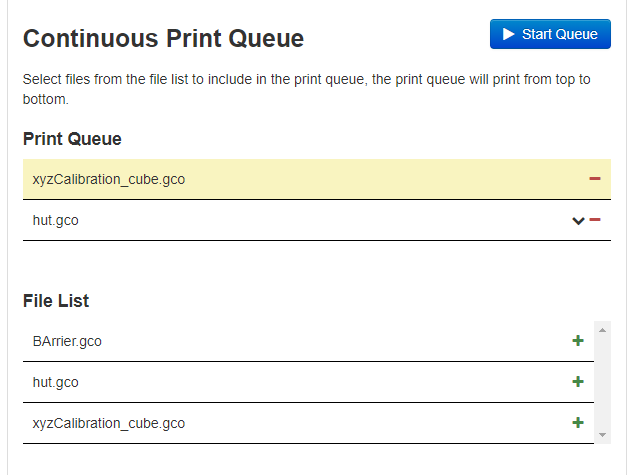 Continuous Print Queue
Start Queue
Select files from the file list to include in the print queue, the print queue will print from top to
bottom.
Print Queue
xyzCalibration_cube.gco
hut.gco
File List
BArrier.gco
hut.gco
xyzCalibration_cube.gco